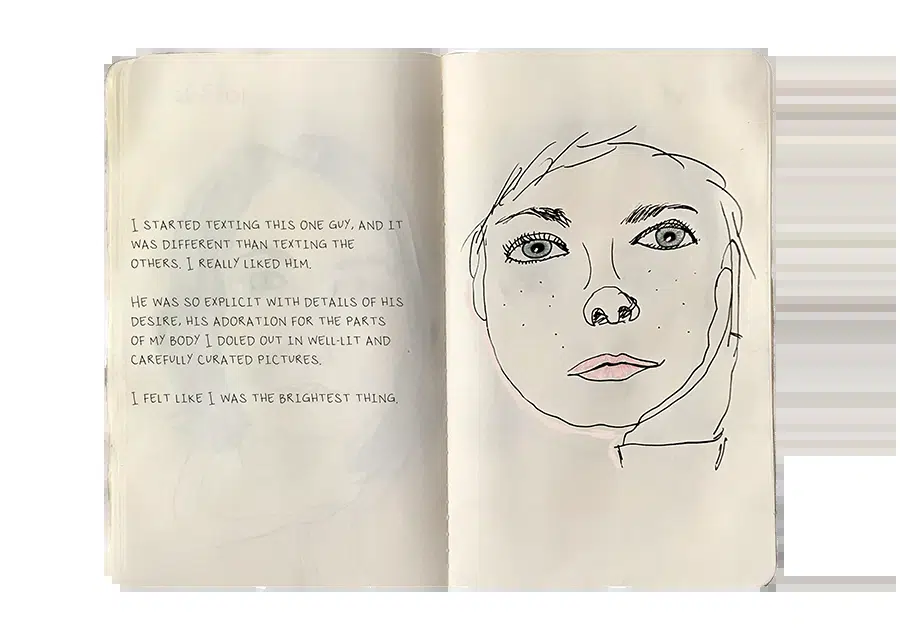 I STARTED TEXTING THIS ONE GUY, AND IT
WAS DIFFERENT THAN TEXTING THE
OTHERS. I REALLY LIKED HIM.
HE WAS SO EXPLICIT WITH DETAILS OF HIS
DESIRE, HIS ADORATION FOR THE PARTS
OF MY BODY I DOLED OUT IN WELL-LIT AND
CAREFULLY CURATED PICTURES.
I FELT LIKE I WAS THE BRIGHTEST THING.